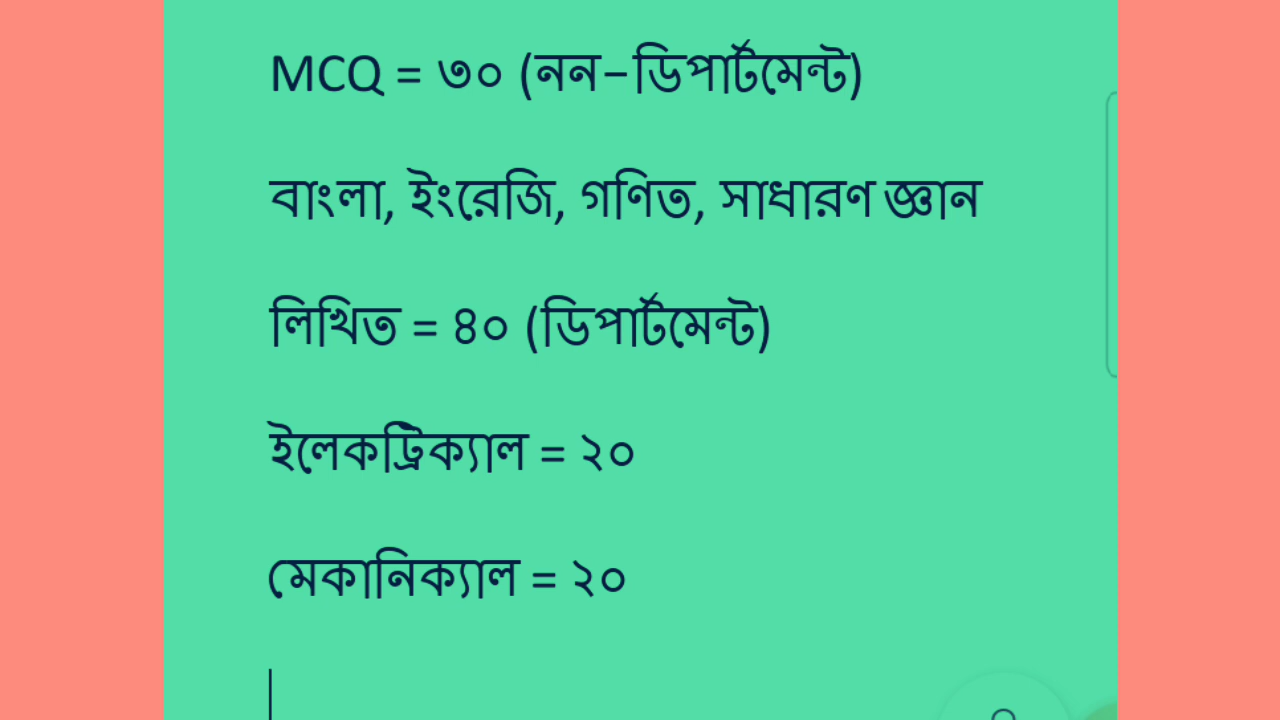 MCQ = ৩০ (নন-ডিপার্টমেন্ট)
বাংলা, ইংরেজি, গণিত, সাধারণ জ্ঞান
লিখিত = ৪০ (ডিপার্টমেন্ট)
ইলেকট্রিক্যাল = ২০
মেকানিক্যাল = ২০